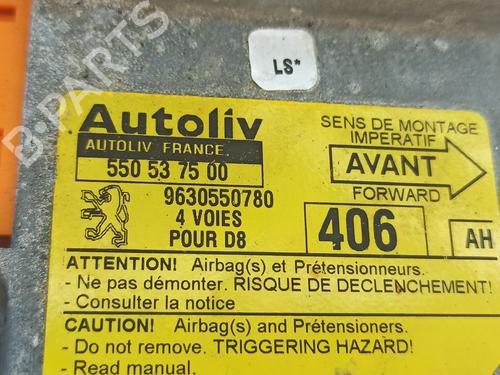 LS*
Autoliv
AUTOLIV FRANCE
550 53 75 00
9630550780
4 VOIES
POUR D8
SENS DE MONTAGE
IMPERATIF
AVANT
FORWARD
406
AH
ATTENTION! Airbag(s) et Prétensionneurs.
- Ne pas démonter. RISQUE DE DECLENCHEMENT!
- Consulter la notice
CAUTION! Airbag(s) and Prétensioners.
- Do not remove. TRIGGERING HAZARD!
- Read manual.
B-PARTS